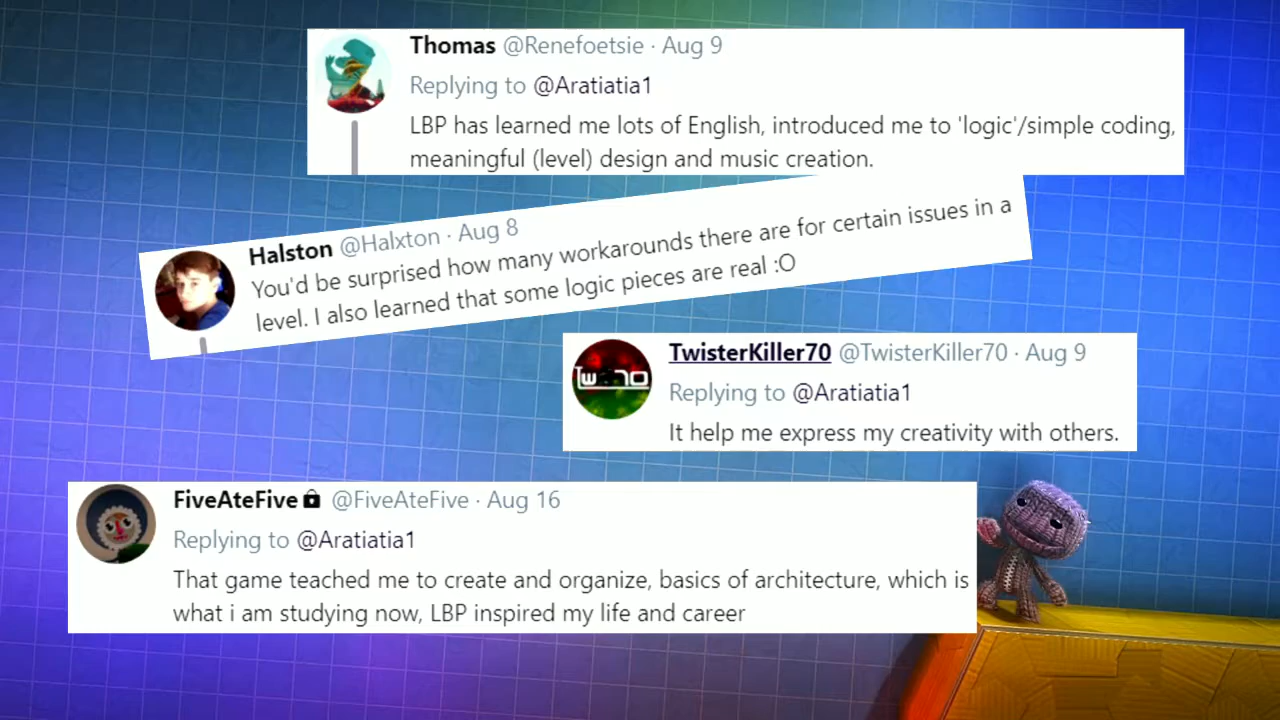 Thomas @Renefoetsie · Aug 9
Replying to @Aratiatia1
LBP has learned me lots of English, introduced me to 'logic'/simple coding,
meaningful (level) design and music creation.
Halston @Halxton · Aug 8
You'd be surprised how many workarounds there are for certain issues in a
level. I also learned that some logic pieces are real :O
Tw 70
TwisterKiller70 @TwisterKiller70 · Aug 9
Replying to @Aratiatia1
It help me express my creativity with others.
FiveAteFive @FiveAteFive · Aug 16
Replying to @Aratiatia1
That game teached me to create and organize, basics of architecture, which is
what i am studying now, LBP inspired my life and career